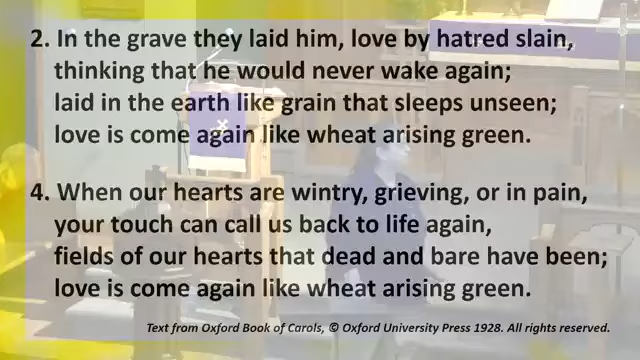 2. In the grave they laid him, love by hatred slain,
thinking that he would never wake again;
laid in the earth like grain that sleeps unseen;
love is come again like wheat arising green.
4. When our hearts are wintry, grieving, or in pain,
your touch can call us back to life again,
fields of our hearts that dead and bare have been;
love is come again like wheat arising green.
Text from Oxford Book of Carols, © Oxford University Press 1928. All rights reserved.